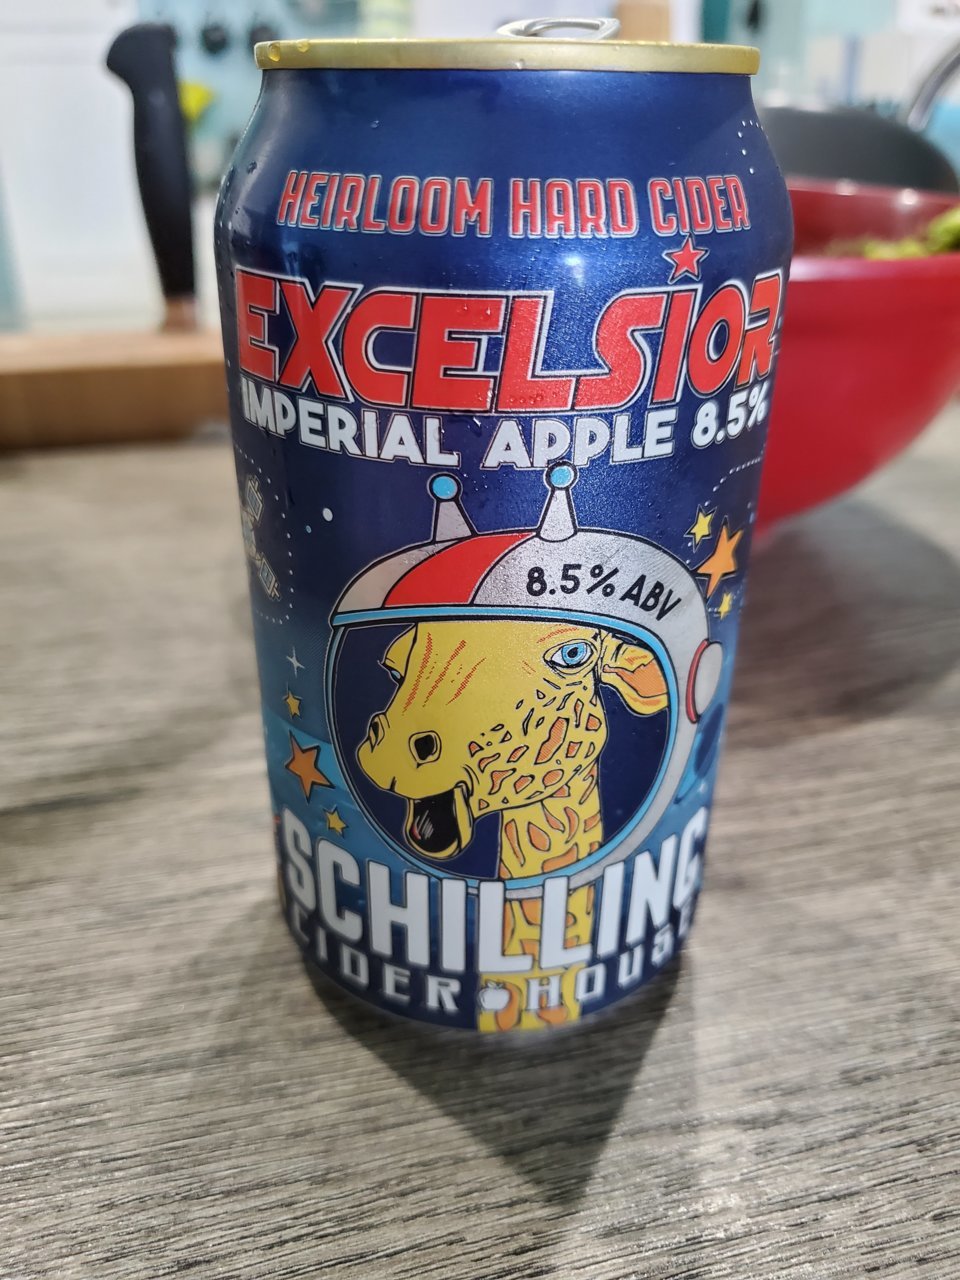 HEIRLOOM HARD CIDER
EXCELSIOR
IMPERIAL APPLE 8.5%
8.5% ABV
SCHILLING
CIDER HOUSE